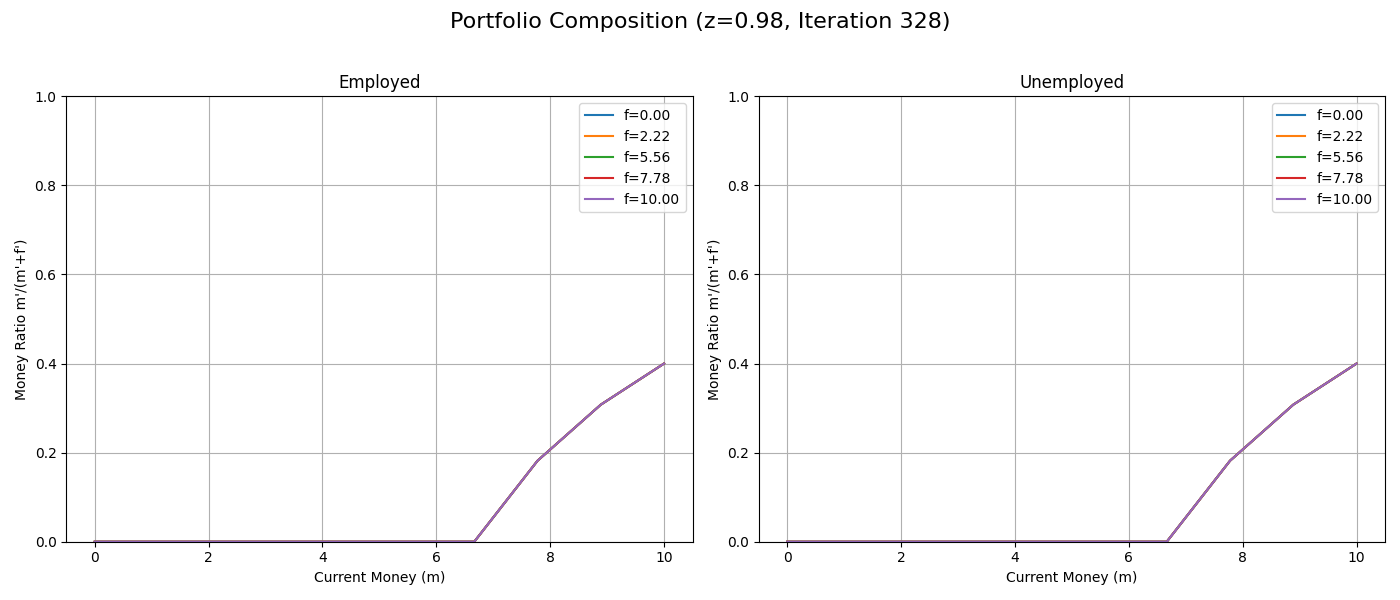 Portfolio Composition (z=0.98, Iteration 328)
Employed
Money Ratio m'/(m'+f')
1.0
0.8
0.6
0.4
0.2
0.0
0 2 4 6 8 10
Current Money (m)
f=0.00
f=2.22
f=5.56
f=7.78
f=10.00
Unemployed
Money Ratio m'/(m'+f')
1.0
0.8
0.6
0.4
0.2
0.0
0 2 4 6 8 10
Current Money (m)
f=0.00
f=2.22
f=5.56
f=7.78
f=10.00